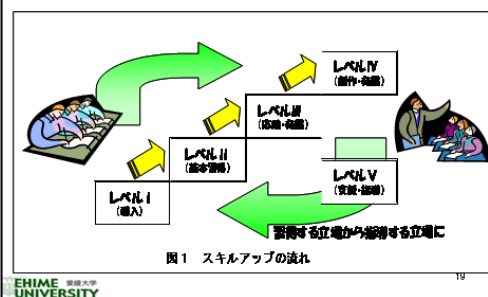 レベルⅣ
(創作・発展)
レベルⅢ
(応用・発展)
レベルⅡ
(基本習得)
レベルⅤ
(支援・指導)
レベルⅠ
(導入)
習得する立場から指導する立場に
図1 スキルアップの流れ
19
EHIME 愛媛大学
UNIVERSITY